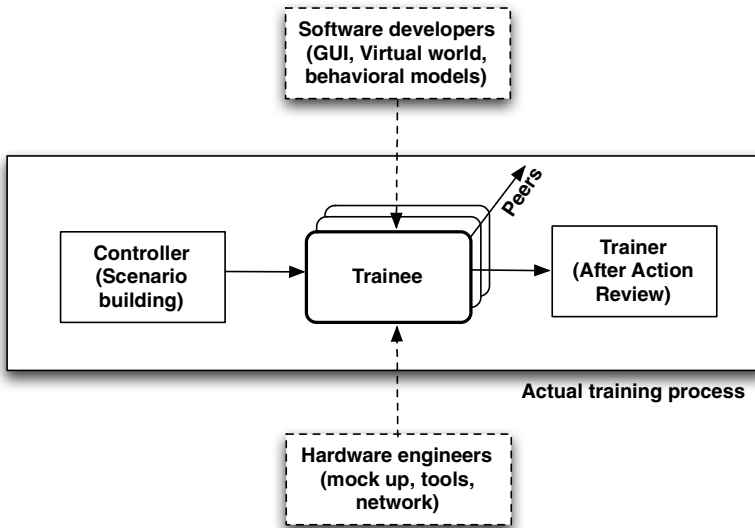 Software developers
(GUI, Virtual world,
behavioral models)
Peers
Controller
(Scenario
building)
Trainee
Trainer
(After Action
Review)
Actual training process
Hardware engineers
(mock up, tools,
network)